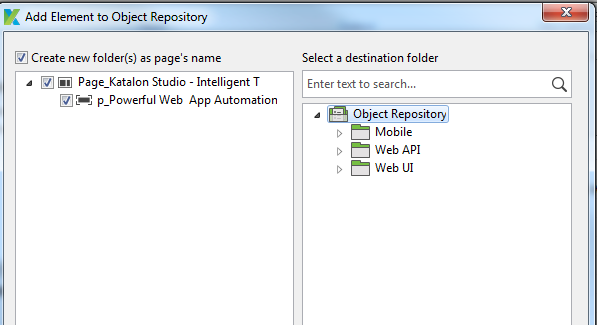 Add Element to Object Repository
Create new folder(s) as page's name
Page_Katalon Studio - Intelligent T
p_Powerful Web  App Automation
Select a destination folder
Enter text to search...
Object Repository
Mobile
Web API
Web UI